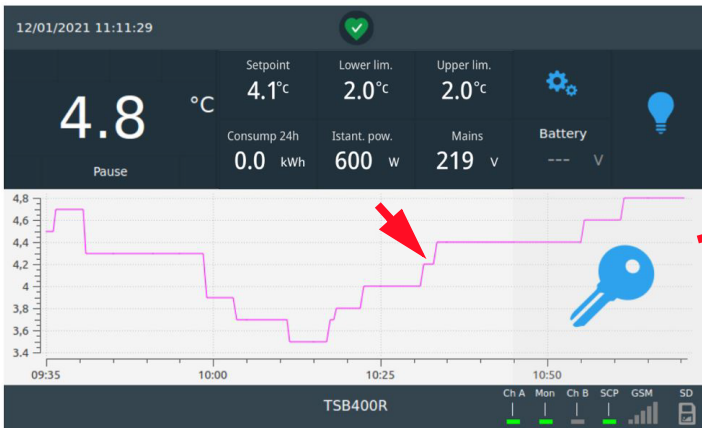 12/01/2021 11:11:29
Setpoint Lower lim. Upper lim.
4.1°c 2.0°c 2.0°c
4.8 °C
Consump 24h Istant. pow. Mains Battery
0.0 kWh 600 W 219 V --- V
Pause
4,8
4,6
4,4
4,2
4
3,8
3,6
3.4
09:35 10:00 10:25 10:50
Ch A Mon Ch B SCP GSM SD
TSB400R